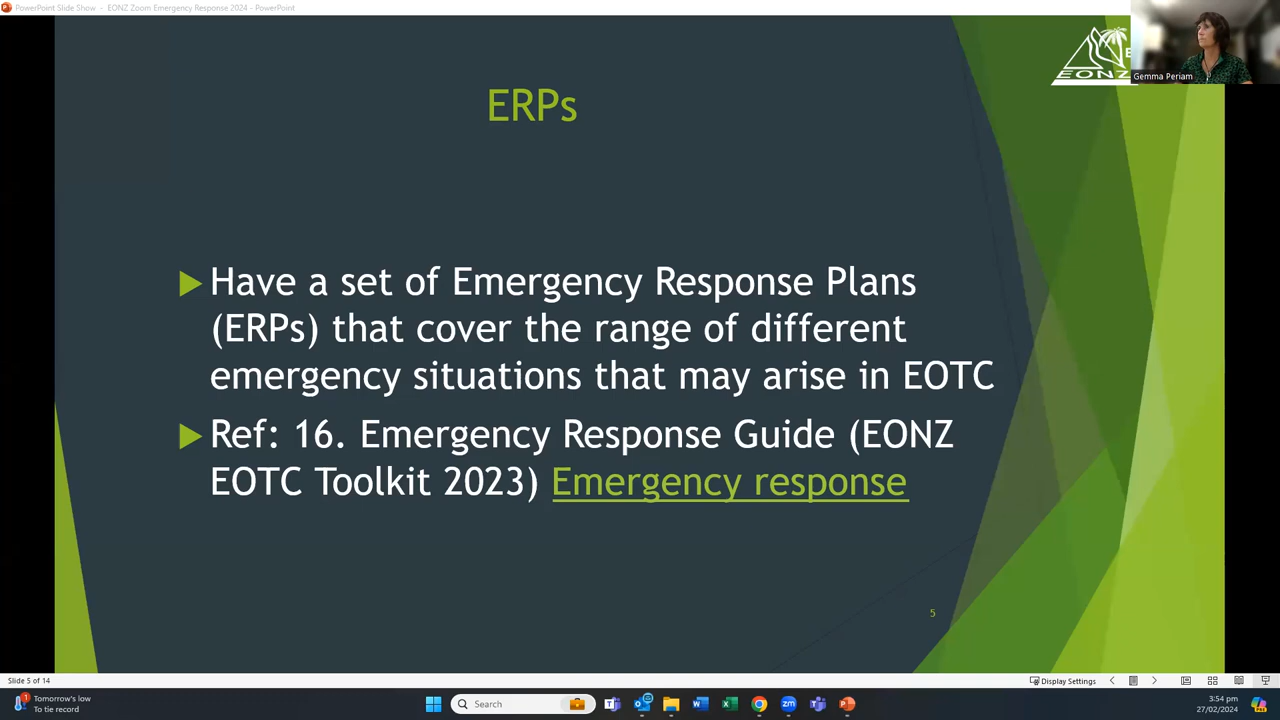 PowerPoint Slide Show - EONZ Zoom Emergency Response 2024 - PowerPoint
EONZ
Gemma Periam
ERPs
Have a set of Emergency Response Plans
(ERPs) that cover the range of different
emergency situations that may arise in EOTC
Ref: 16. Emergency Response Guide (EONZ
EOTC Toolkit 2023) Emergency response
5
Slide 5 of 14
Display Settings
1
Tomorrow's low
To tie record
Search
zm
3:54 pm
27/02/2024